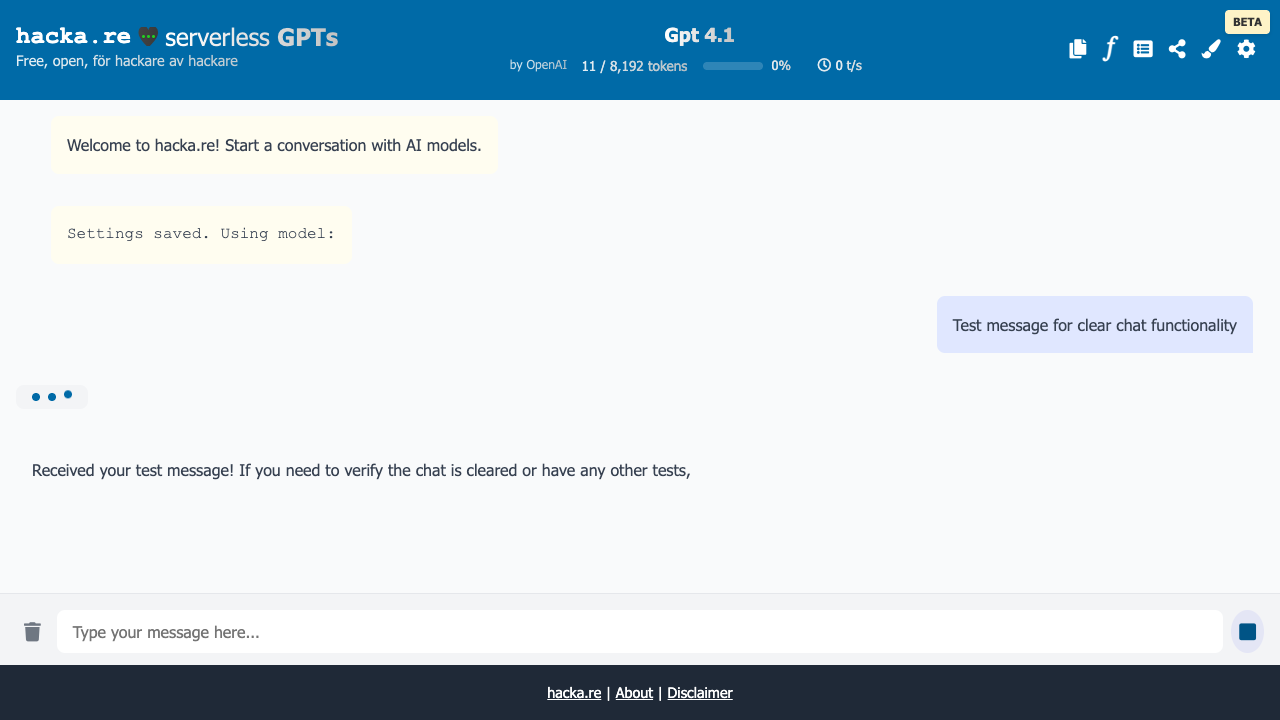 hacka.re serverless GPTs
Free, open, för hackare av hackare
Gpt 4.1
by OpenAI 11 / 8,192 tokens 0% 0 t/s
BETA
Welcome to hacka.re! Start a conversation with AI models.
Settings saved. Using model:
Test message for clear chat functionality
Received your test message! If you need to verify the chat is cleared or have any other tests,
Type your message here...
hacka.re | About | Disclaimer